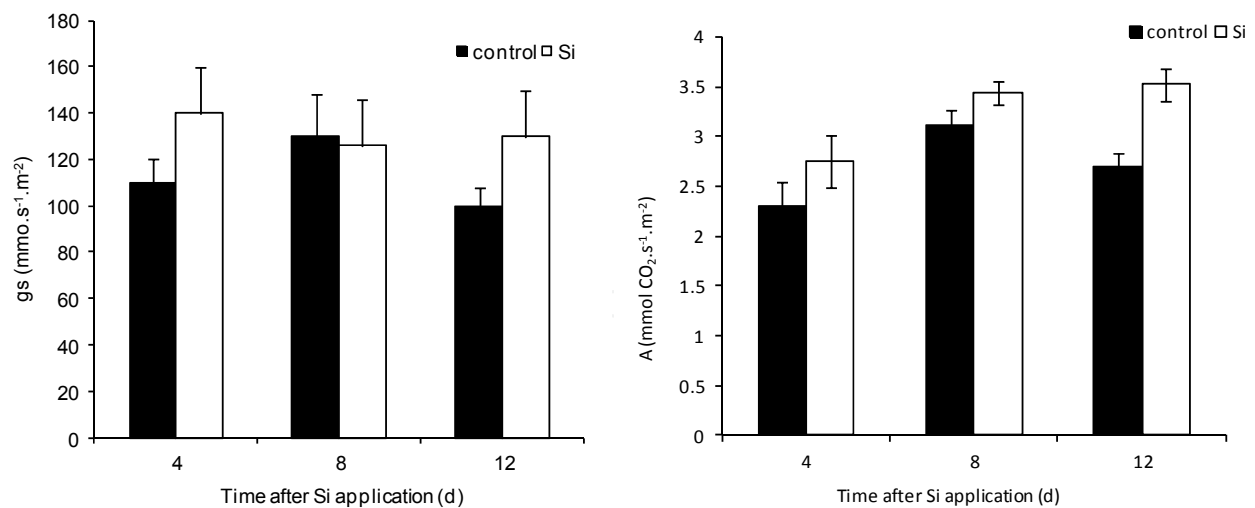 180
160
140
120
100
80
60
40
20
0
gs (mmo.s⁻¹.m⁻²)
control Si
4 8 12
Time after Si application (d)
4
3.5
3
2.5
2
1.5
1
0.5
0
A (mmol CO₂.s⁻¹.m⁻²)
control Si
4 8 12
Time after Si application (d)